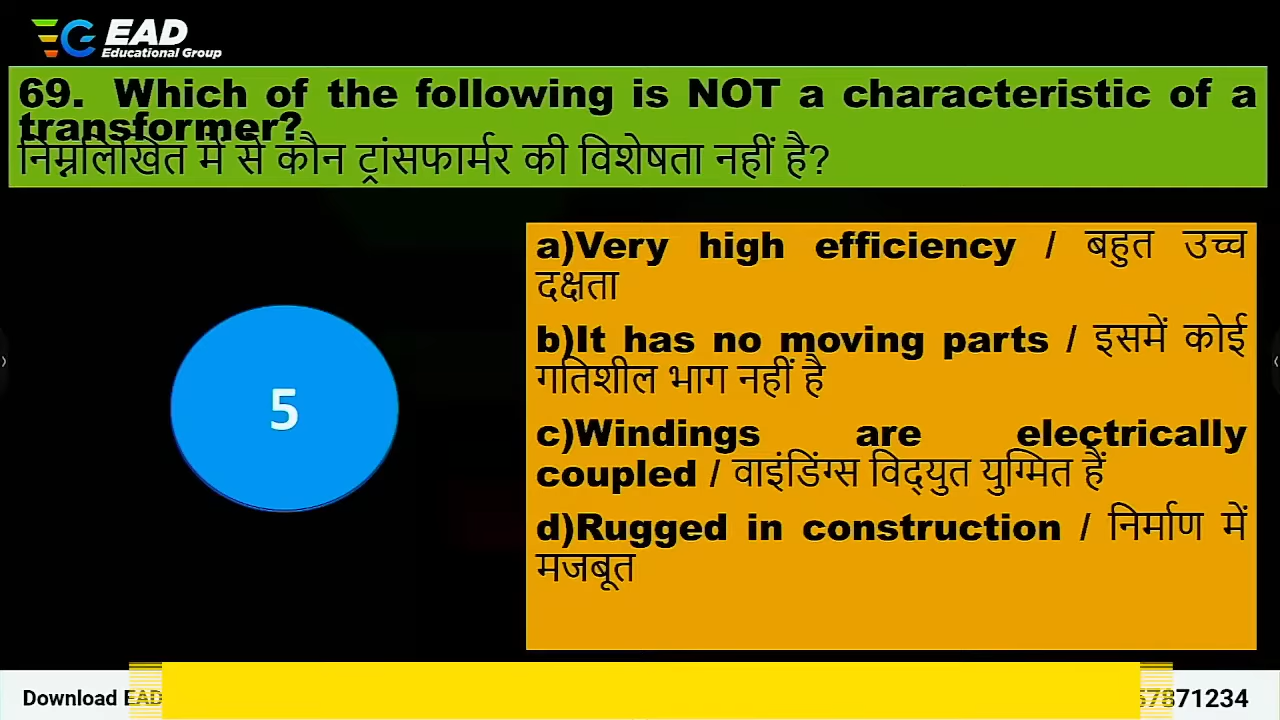 EAD
Educational Group
69. Which of the following is NOT a characteristic of a
transformer?
निम्नलिखित में से कौन ट्रांसफार्मर की विशेषता नहीं है?
a)Very high efficiency / बहुत उच्च
दक्षता
b)It has no moving parts / इसमें कोई
गतिशील भाग नहीं है
c)Windings are electrically
coupled / वाइंडिंग्स विद्युत युग्मित हैं
d)Rugged in construction / निर्माण में
मजबूत
5
Download EAD
57871234